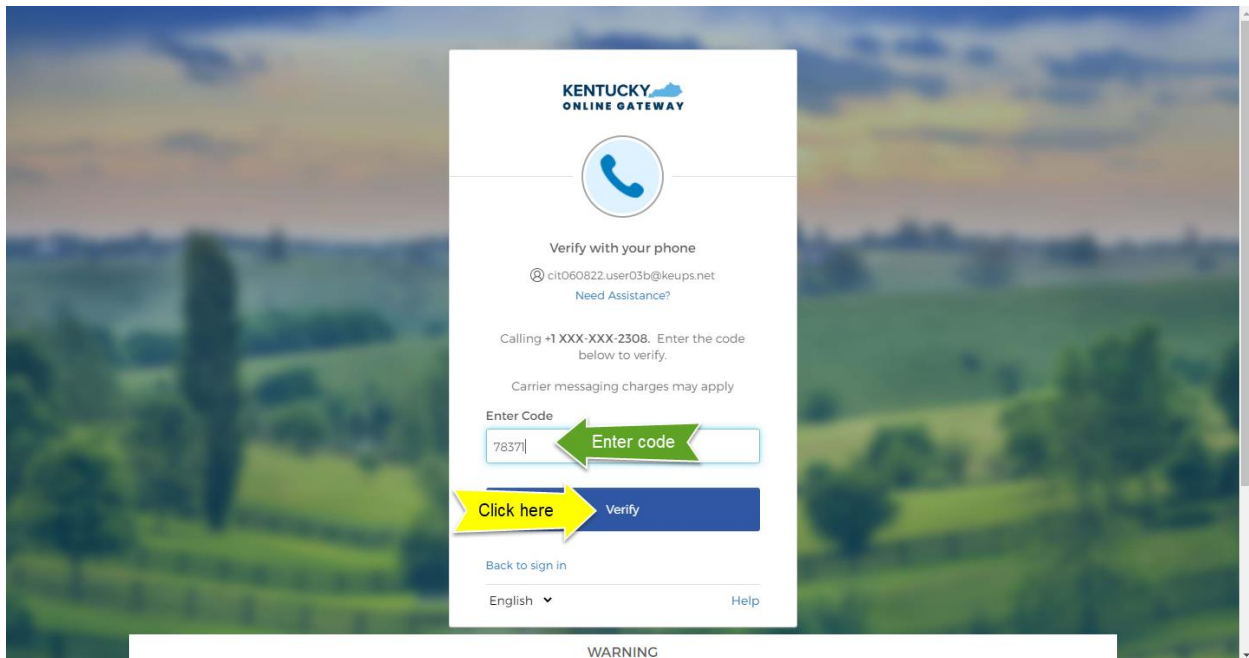 KENTUCKY
ONLINE GATEWAY
Verify with your phone
cit060822.user03b@keups.net
Need Assistance?
Calling +1 XXX-XXX-2308. Enter the code
below to verify.
Carrier messaging charges may apply
Enter Code
78371
Enter code
Click here
Verify
Back to sign in
English
Help
WARNING